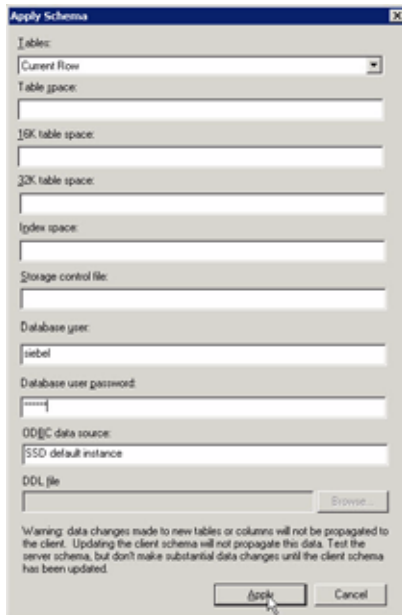 Apply Schema
Tables:
Current Row
Table space:
16K table space:
32K table space:
Index space:
Storage control file:
Database user:
siebel
Database user password:
ODBC data source:
SSD default instance
DDL file
Browse...
Warning: data changes made to new tables or columns will not be propagated to
the client. Updating the client schema will not propagate this data. Test the
server schema, but don't make substantial data changes until the client schema
has been updated.
Apply Cancel